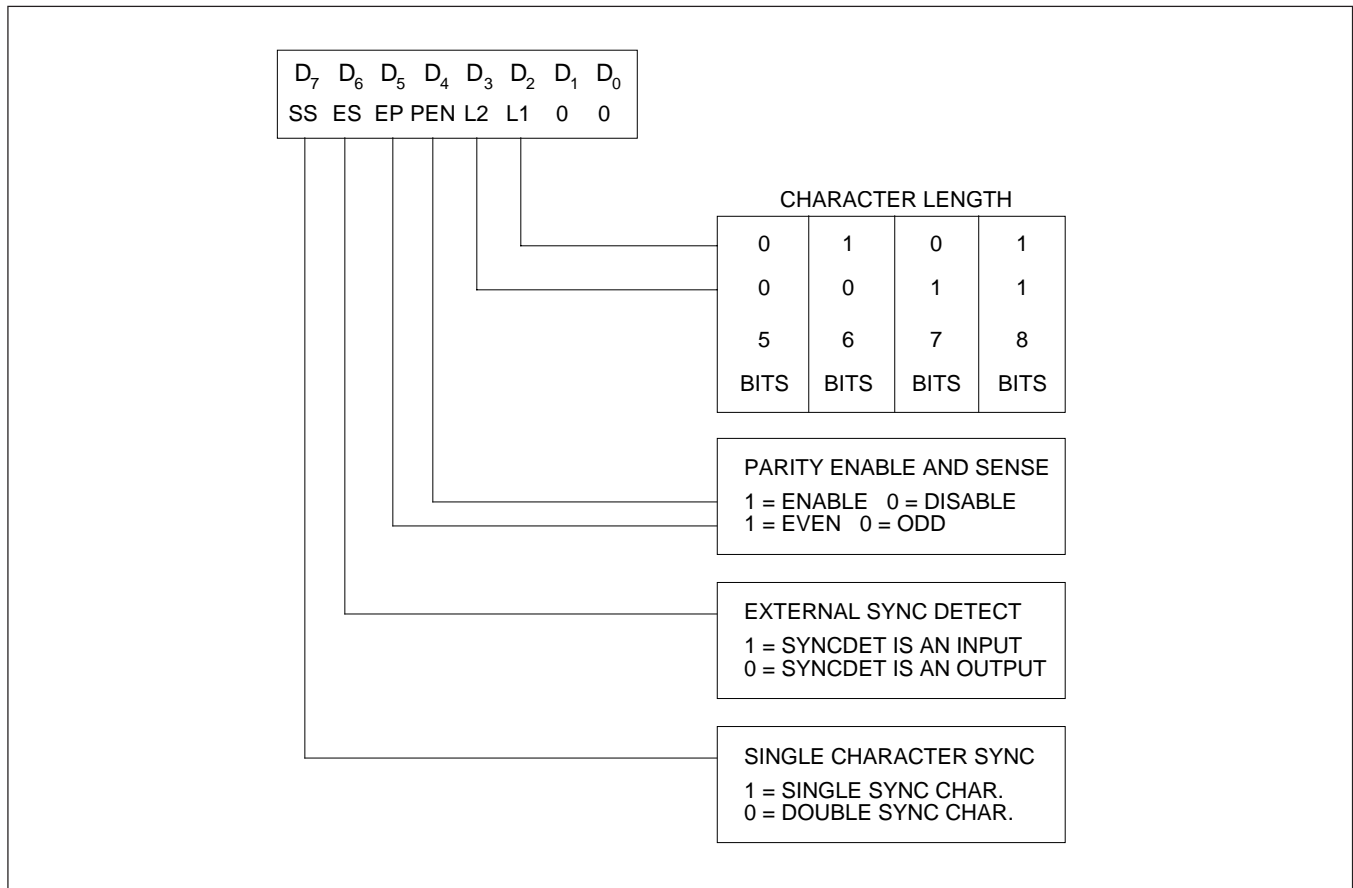 D7 D6 D5 D4 D3 D2 D1 D0
SS ES EP PEN L2 L1 0 0
CHARACTER LENGTH
0 1 0 1
0 0 1 1
5 6 7 8
BITS BITS BITS BITS
PARITY ENABLE AND SENSE
1 = ENABLE 0 = DISABLE
1 = EVEN 0 = ODD
EXTERNAL SYNC DETECT
1 = SYNCDET IS AN INPUT
0 = SYNCDET IS AN OUTPUT
SINGLE CHARACTER SYNC
1 = SINGLE SYNC CHAR.
0 = DOUBLE SYNC CHAR.